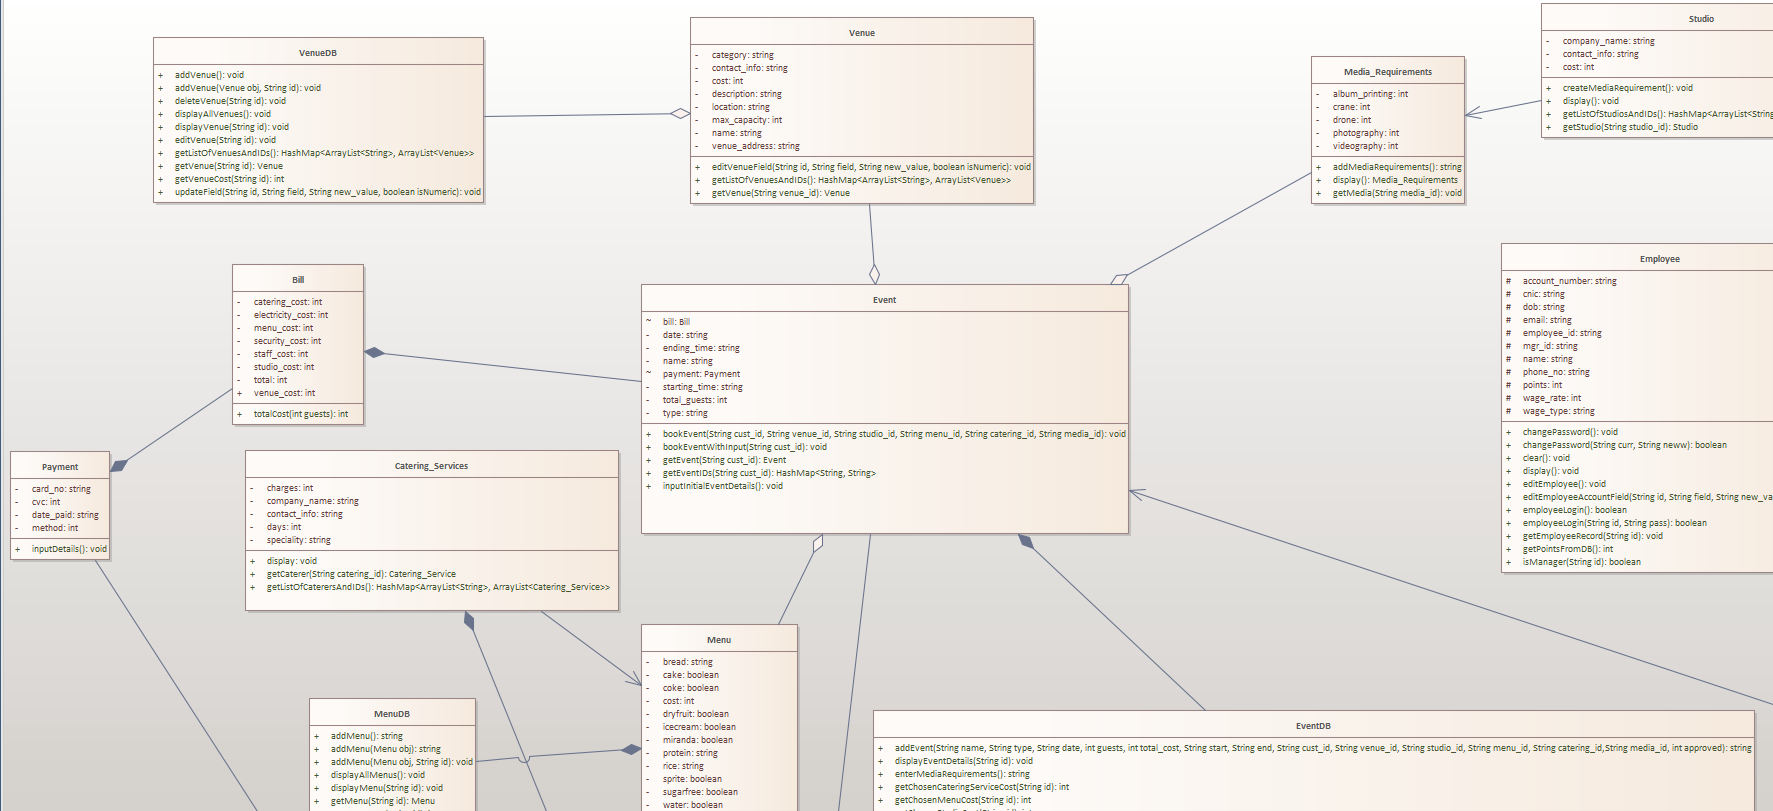 VenueDB
+ addVenue(): void
+ addVenue(Venue obj, String id): void
+ deleteVenue(String id): void
+ displayAllVenues(): void
+ displayVenue(String id): void
+ editVenue(String id): void
+ getListOfVenuesAndIDs(): HashMap<ArrayList<String>, ArrayList<Venue>>
+ getVenue(String id): Venue
+ getVenueCost(String id): int
+ updateField(String id, String field, String new_value, boolean isNumeric): void
Venue
- category: string
- contact_info: string
- cost: int
- description: string
- location: string
- max_capacity: int
- name: string
- venue_address: string
+ editVenueField(String id, String field, String new_value, boolean isNumeric): void
+ getListOfVenuesAndIDs(): HashMap<ArrayList<String>, ArrayList<Venue>>
+ getVenue(String venue_id): Venue
Media_Requirements
- album_printing: int
- crane: int
- drone: int
- photography: int
- videography: int
+ addMediaRequirements(): string
+ display(): Media_Requirements
+ getMedia(String media_id): void
Studio
- company_name: string
- contact_info: string
- cost: int
+ createMediaRequirement(): void
+ display(): void
+ getListOfStudiosAndIDs(): HashMap<ArrayList<String
+ getStudio(String studio_id): Studio
Bill
- catering_cost: int
- electricity_cost: int
- menu_cost: int
- security_cost: int
- staff_cost: int
- studio_cost: int
- total: int
+ venue_cost: int
+ totalCost(int guests): int
Event
~ bill: Bill
- date: string
- ending_time: string
- name: string
~ payment: Payment
- starting_time: string
- total_guests: int
- type: string
+ bookEvent(String cust_id, String venue_id, String studio_id, String menu_id, String catering_id, String media_id): void
+ bookEventWithInput(String cust_id): void
+ getEvent(String cust_id): Event
+ getEventIDs(String cust_id): HashMap<String, String>
+ inputInitialEventDetails(): void
Employee
# account_number: string
# cnic: string
# dob: string
# email: string
# employee_id: string
# mgr_id: string
# name: string
# phone_no: string
# points: int
# wage_rate: int
# wage_type: string
+ changePassword(): void
+ changePassword(String curr, String neww): boolean
+ clear(): void
+ display(): void
+ editEmployee(): void
+ editEmployeeAccountField(String id, String field, String new_va
+ employeeLogin(): boolean
+ employeeLogin(String id, String pass): boolean
+ getEmployeeRecord(String id): void
+ getPointsFromDB(): int
+ isManager(String id): boolean
Payment
- card_no: string
- cvc: int
- date_paid: string
- method: int
+ inputDetails(): void
Catering_Services
- charges: int
- company_name: string
- contact_info: string
- days: int
- speciality: string
+ display: void
+ getCaterer(String catering_id): Catering_Service
+ getListOfCaterersAndIDs(): HashMap<ArrayList<String>, ArrayList<Catering_Service>>
MenuDB
+ addMenu(): string
+ addMenu(Menu obj): string
+ addMenu(Menu obj, String id): void
+ displayAllMenus(): void
+ displayMenu(String id): void
+ getMenu(String id): Menu
Menu
- bread: string
- cake: boolean
- coke: boolean
- cost: int
- dryfruit: boolean
- icecream: boolean
- miranda: boolean
- protein: string
- rice: string
- sprite: boolean
- sugarfree: boolean
- water: boolean
EventDB
+ addEvent(String name, String type, String date, int guests, int total_cost, String start, String end, String cust_id, String venue_id, String studio_id, String menu_id, String catering_id,String media_id, int approved): string
+ displayEventDetails(String id): void
+ enterMediaRequirements(): string
+ getChosenCateringServiceCost(String id): int
+ getChosenMenuCost(String id): int